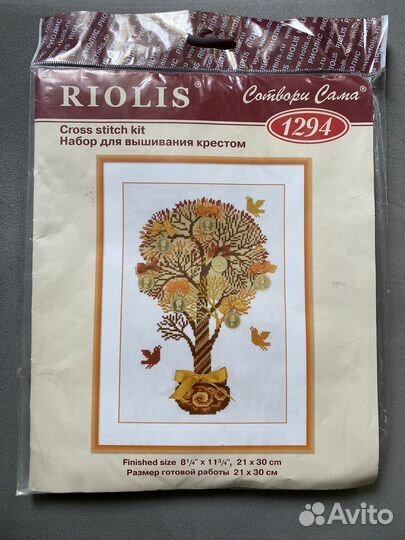 RIOLIS®
Сотвори Сама®
1294
Cross stitch kit
Набор для вышивания крестом
Finished size 8¹/₄" x 11³/₄", 21 x 30 cm
Размер готовой работы 21 x 30 см
Avito